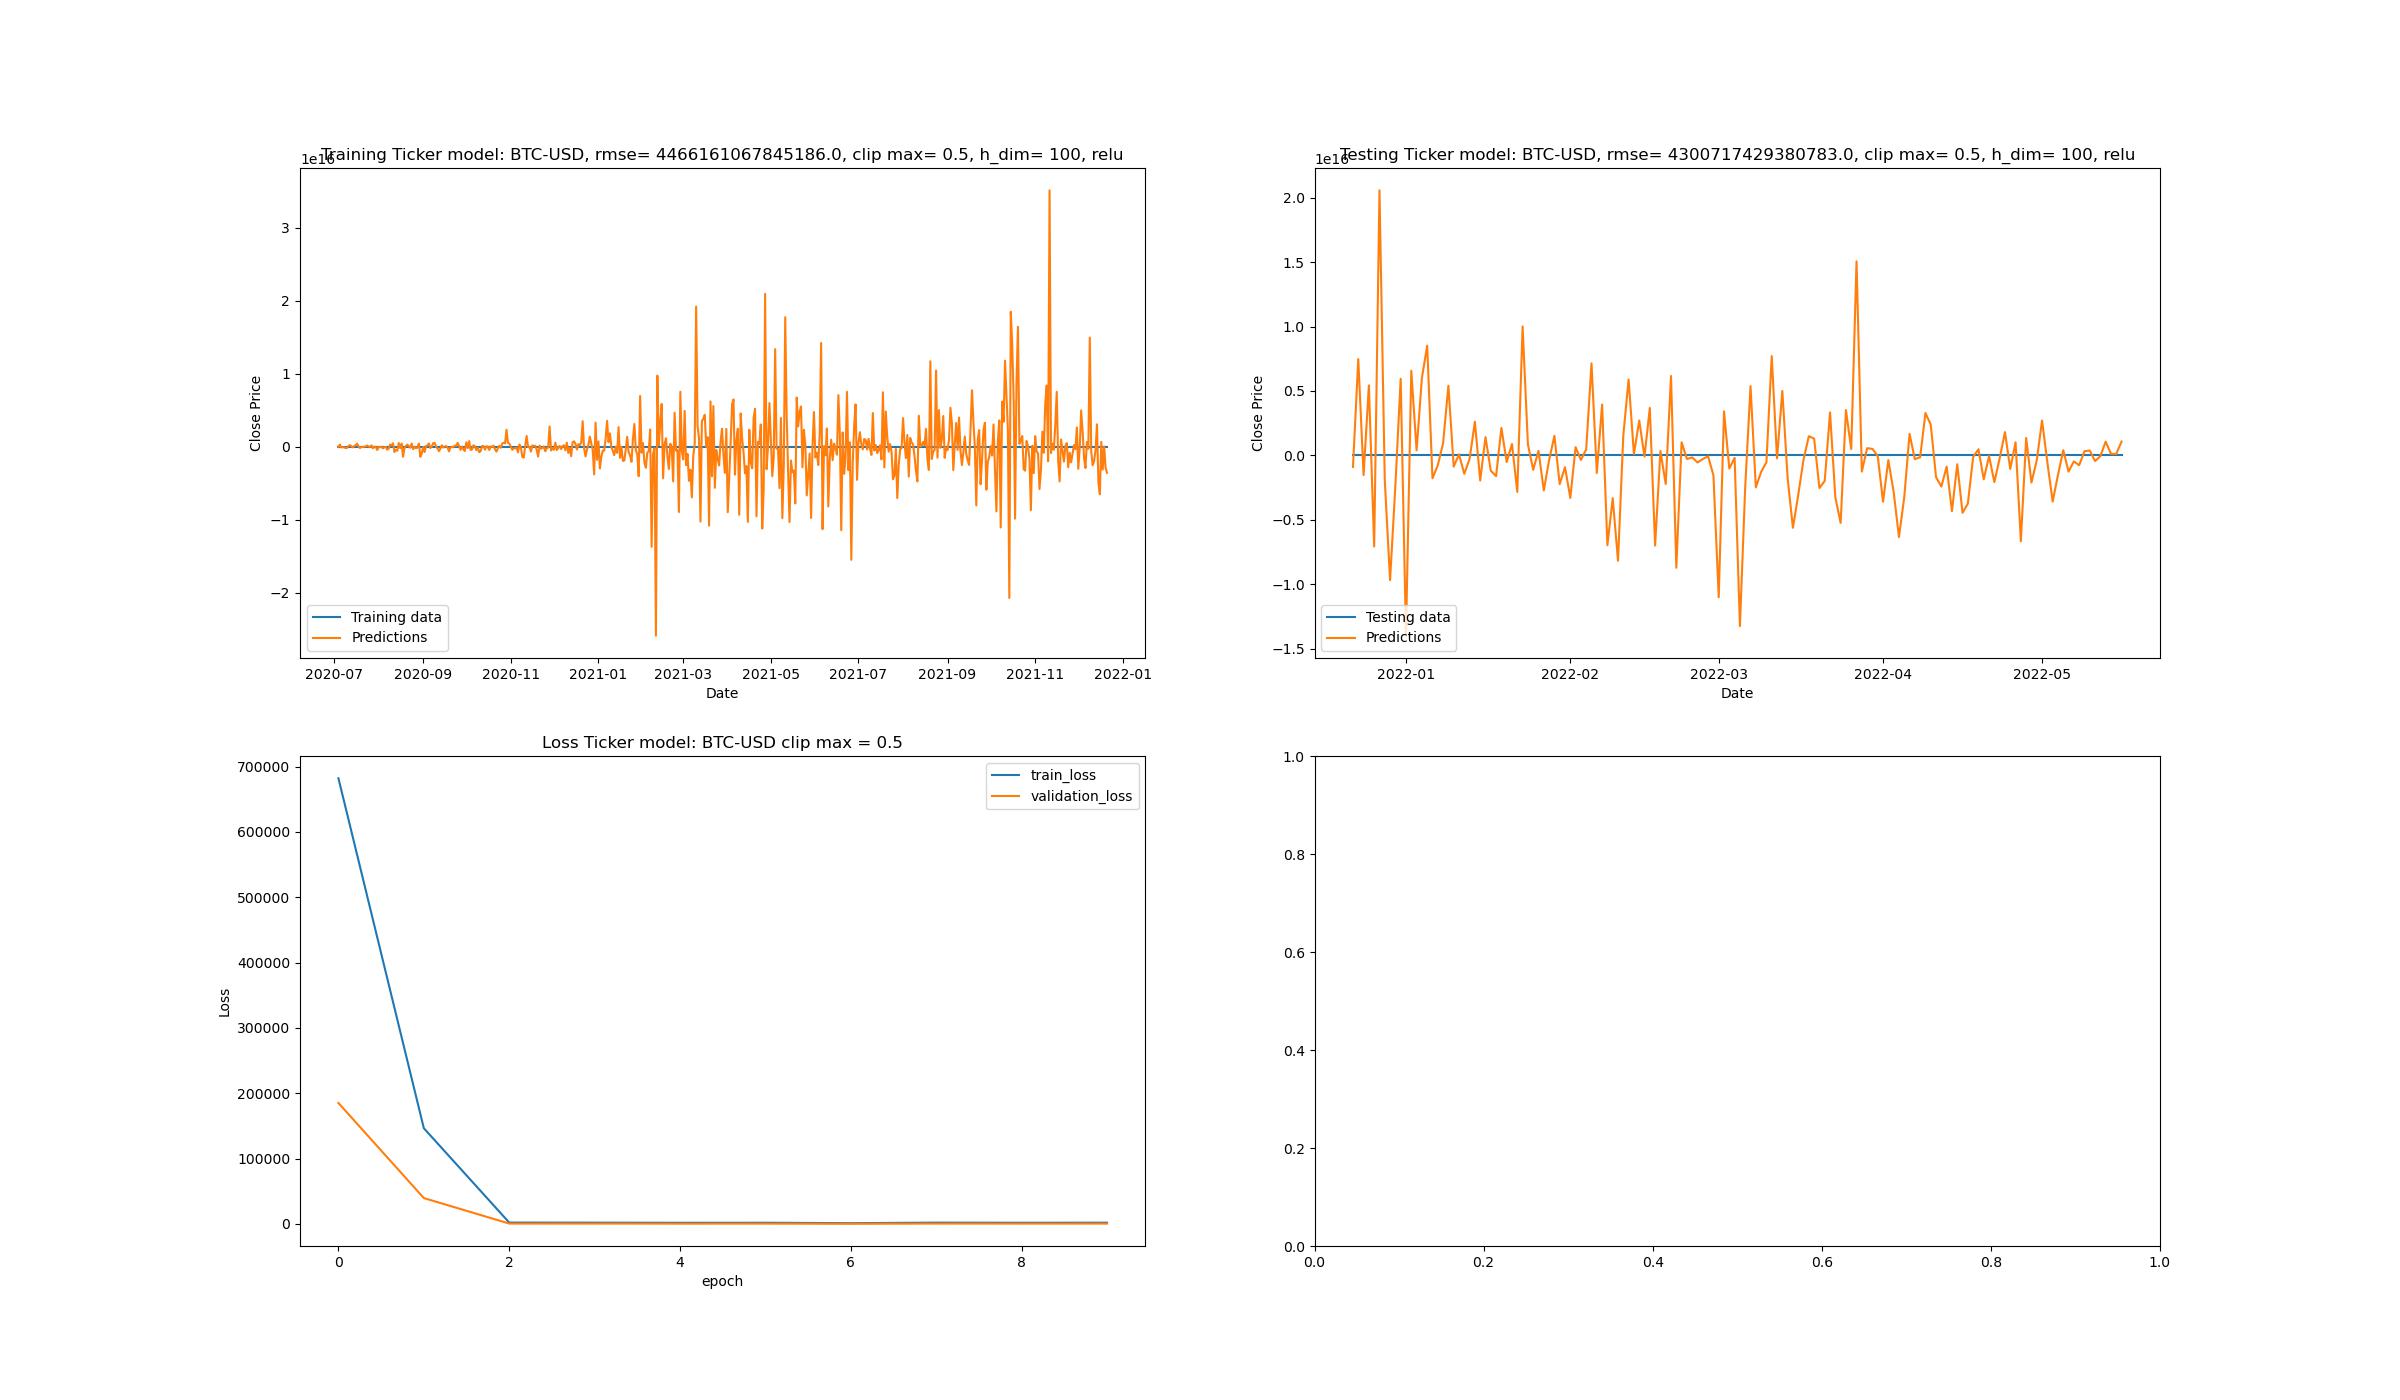 Training Ticker model: BTC-USD, rmse= 4466161067845186.0, clip max= 0.5, h_dim= 100, relu
1e16
3
2
1
0
−1
−2
Close Price
Training data
Predictions
2020-07 2020-09 2020-11 2021-01 2021-03 2021-05 2021-07 2021-09 2021-11 2022-01
Date
Testing Ticker model: BTC-USD, rmse= 4300717429380783.0, clip max= 0.5, h_dim= 100, relu
1e16
2.0
1.5
1.0
0.5
0.0
−0.5
−1.0
−1.5
Close Price
Testing data
Predictions
2022-01 2022-02 2022-03 2022-04 2022-05
Date
Loss Ticker model: BTC-USD clip max = 0.5
700000
600000
500000
400000
300000
200000
100000
0
Loss
train_loss
validation_loss
0 2 4 6 8
epoch
1.0
0.8
0.6
0.4
0.2
0.0
0.0 0.2 0.4 0.6 0.8 1.0